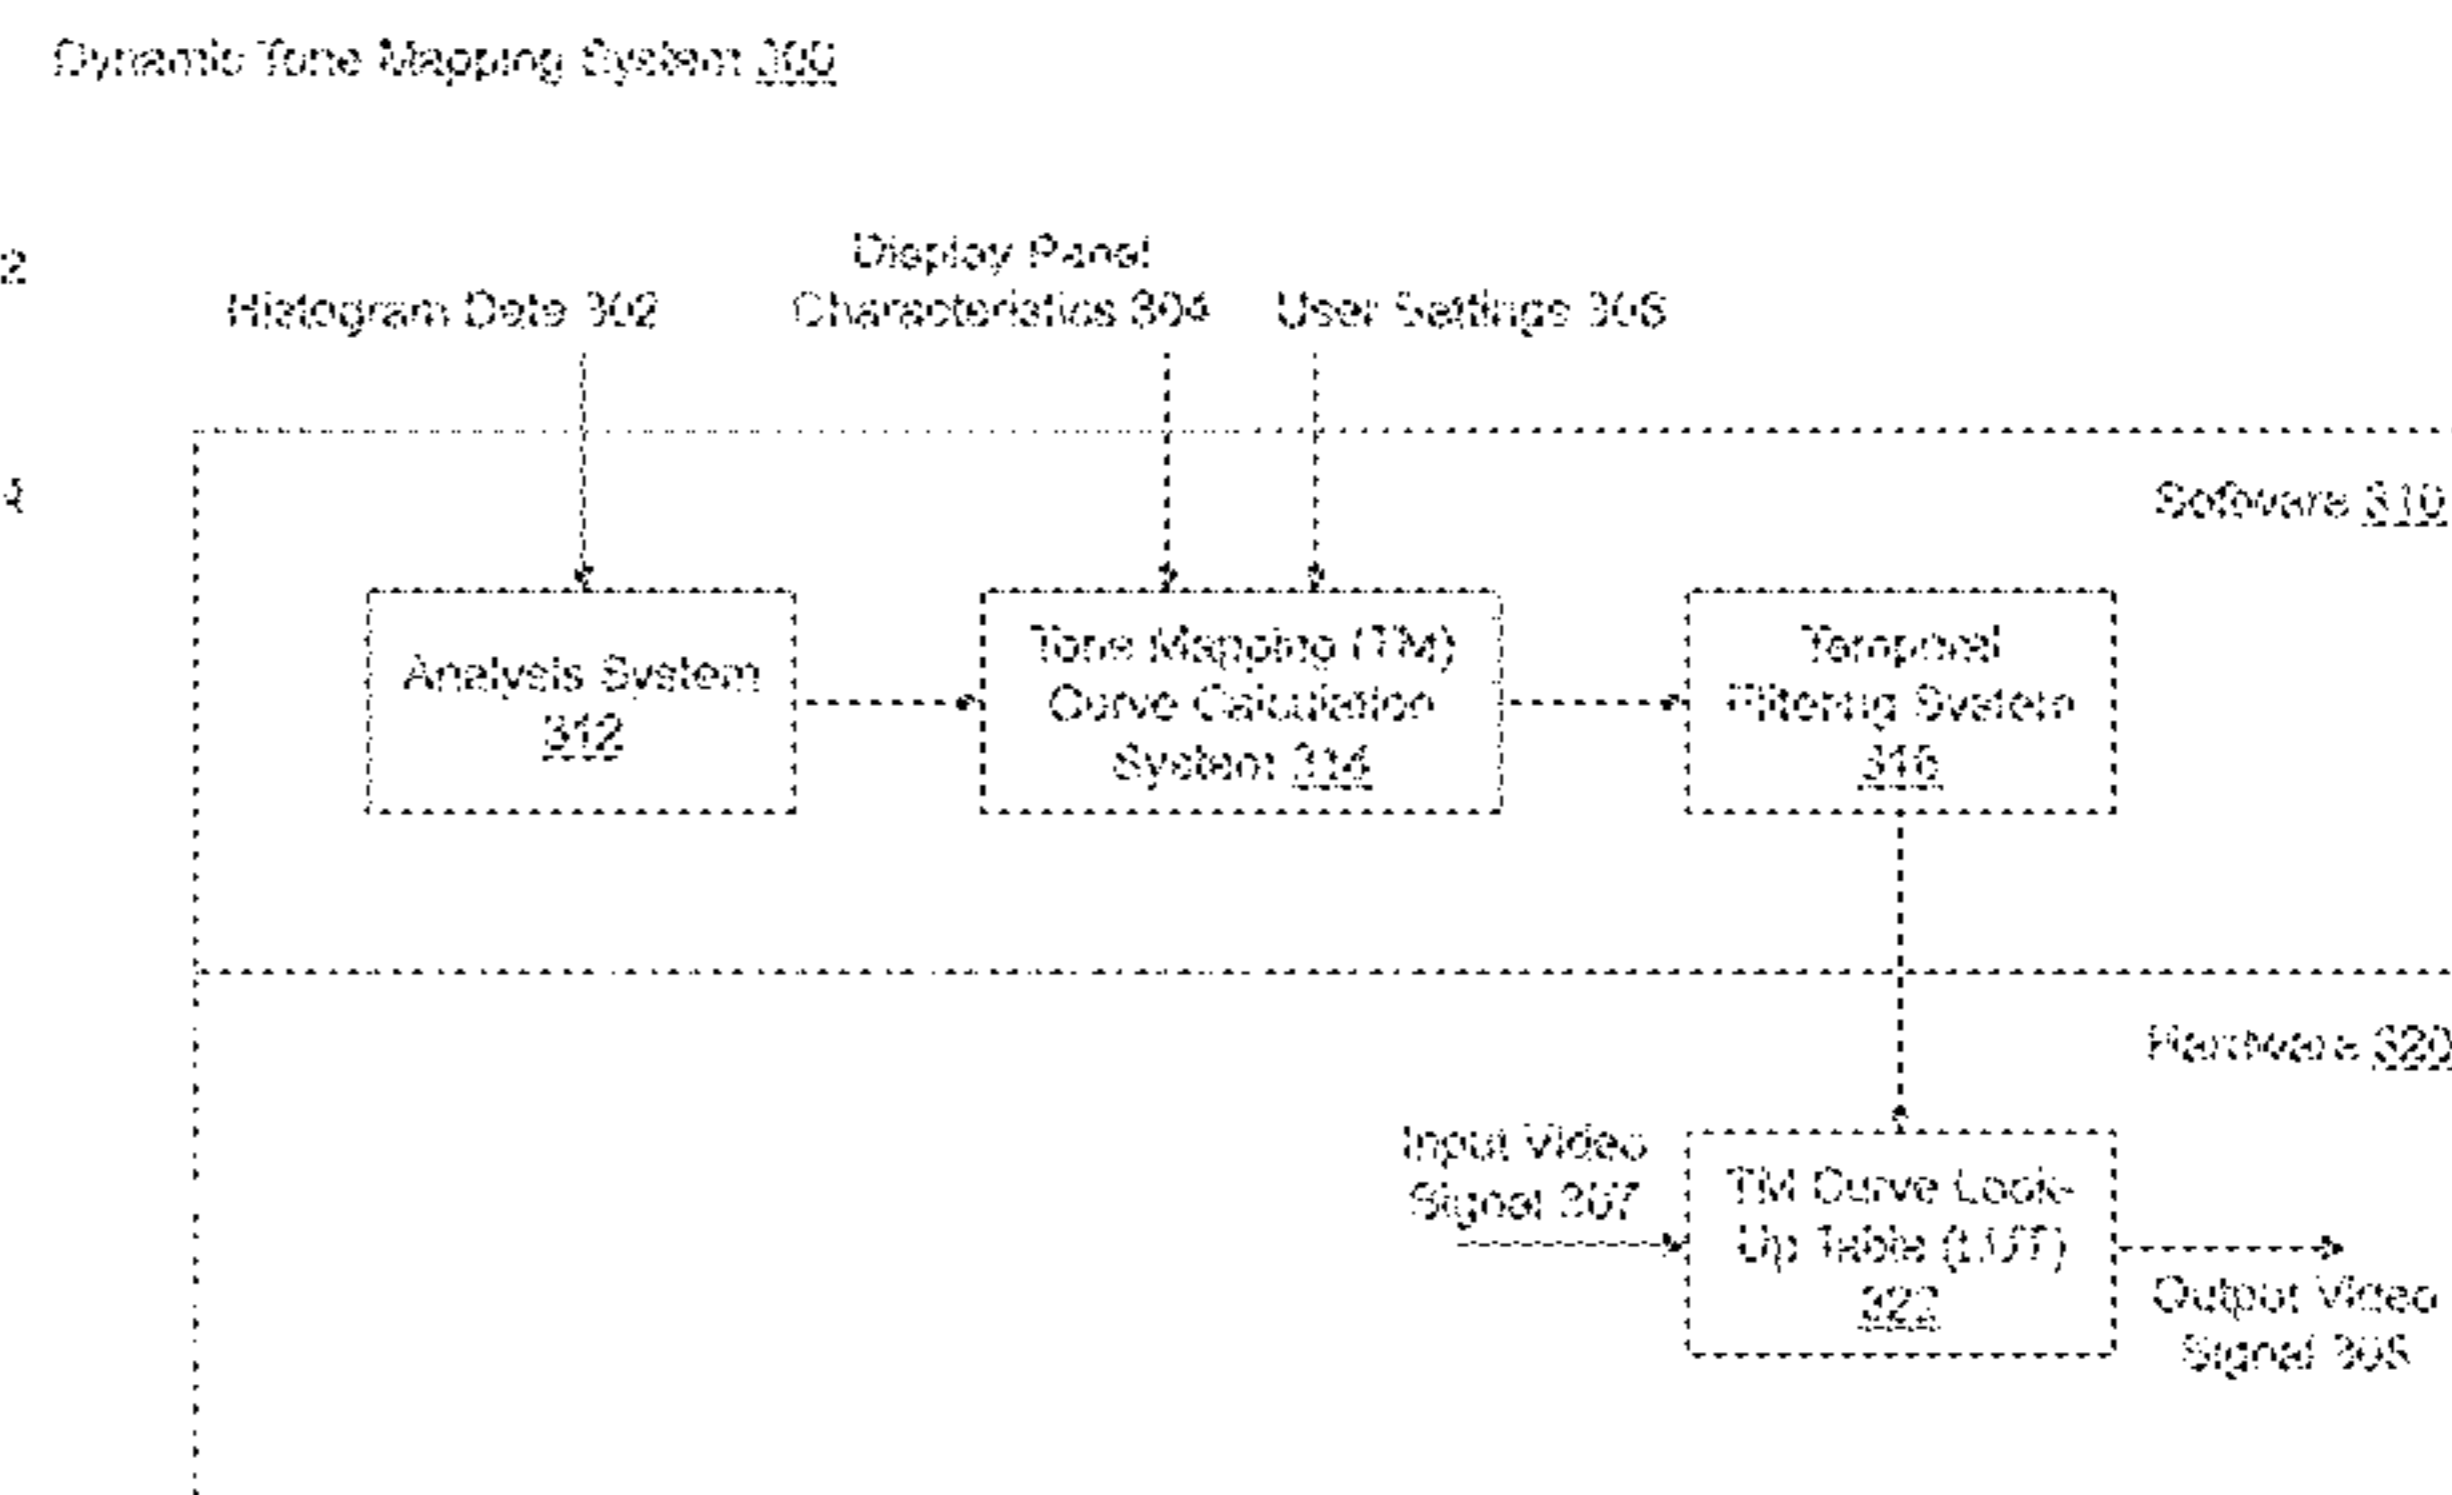 Dynamic Tone Mapping System 300
2
Display Panel
Histogram Data 302
Characteristics 304
User Settings 306
Software 310
Analysis System
312
Tone Mapping (TM)
Curve Calculation
System 314
Temporal
Filtering System
316
Hardware 320
Input Video
Signal 307
TM Curve Look-
Up Table (LUT)
322
Output Video
Signal 308